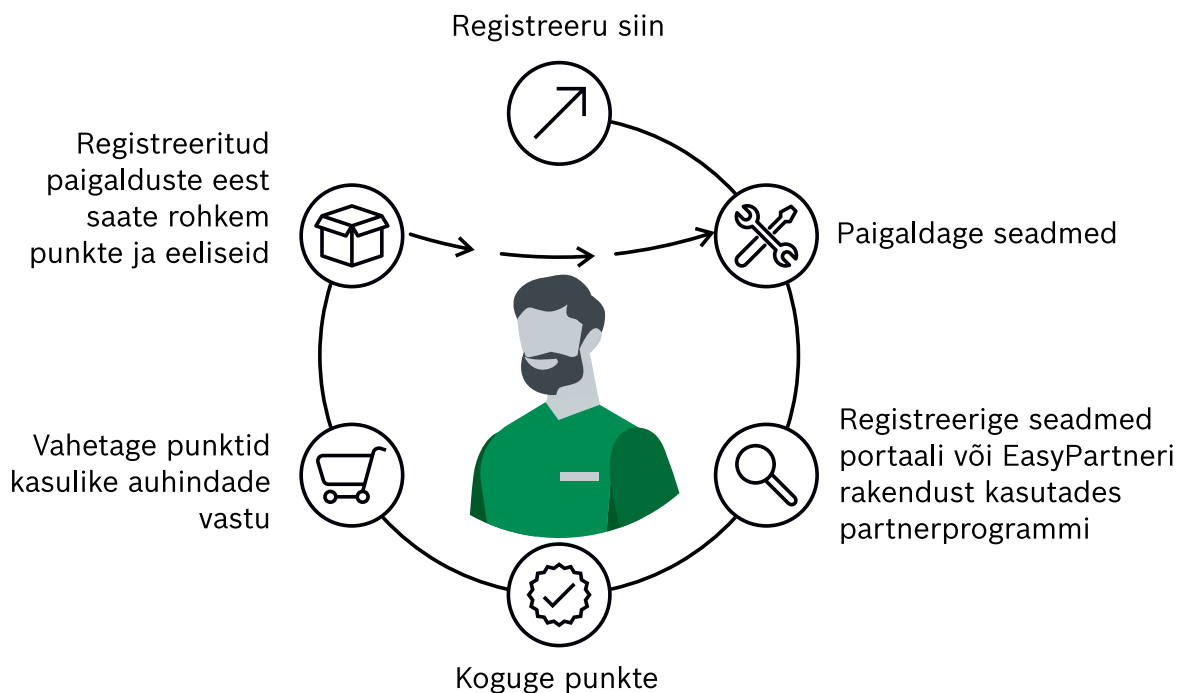 Registreeru siin
Registreeritud
paigalduste eest
saate rohkem
punkte ja eeliseid
Paigaldage seadmed
Registreerige seadmed
portaali või EasyPartneri
rakendust kasutades
partnerprogrammi
Vahetage punktid
kasulike auhindade
vastu
Koguge punkte